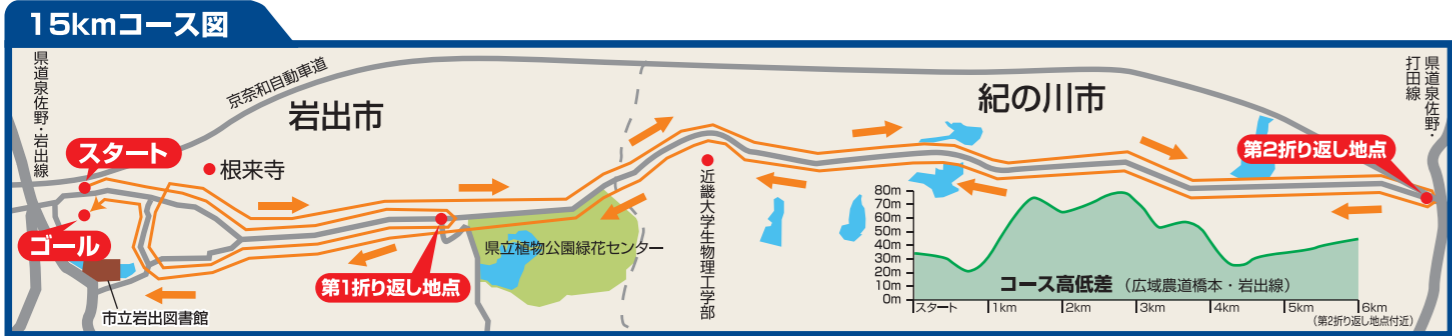 15kmコース図
県道泉佐野・岩出線
京奈和自動車道
岩出市
紀の川市
県道泉佐野・
打田線
スタート
根来寺
第2折り返し地点
ゴール
近畿大学生物理工学部
県立植物公園緑花センター
第1折り返し地点
市立岩出図書館
80m
70m
60m
50m
40m
30m
20m
10m
0m
コース高低差 (広域農道橋本・岩出線)
スタート 1km 2km 3km 4km 5km 6km
(第2折り返し地点付近)